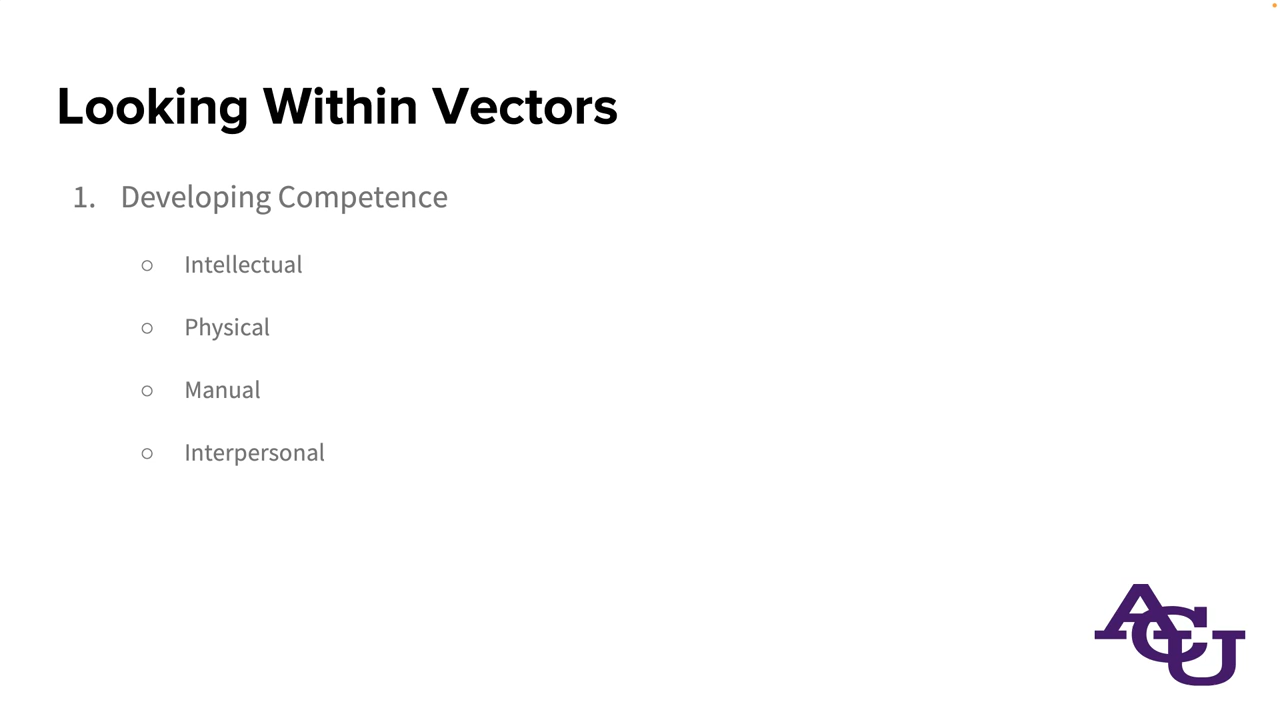 Looking Within Vectors
1. Developing Competence
○ Intellectual
○ Physical
○ Manual
○ Interpersonal
ACU